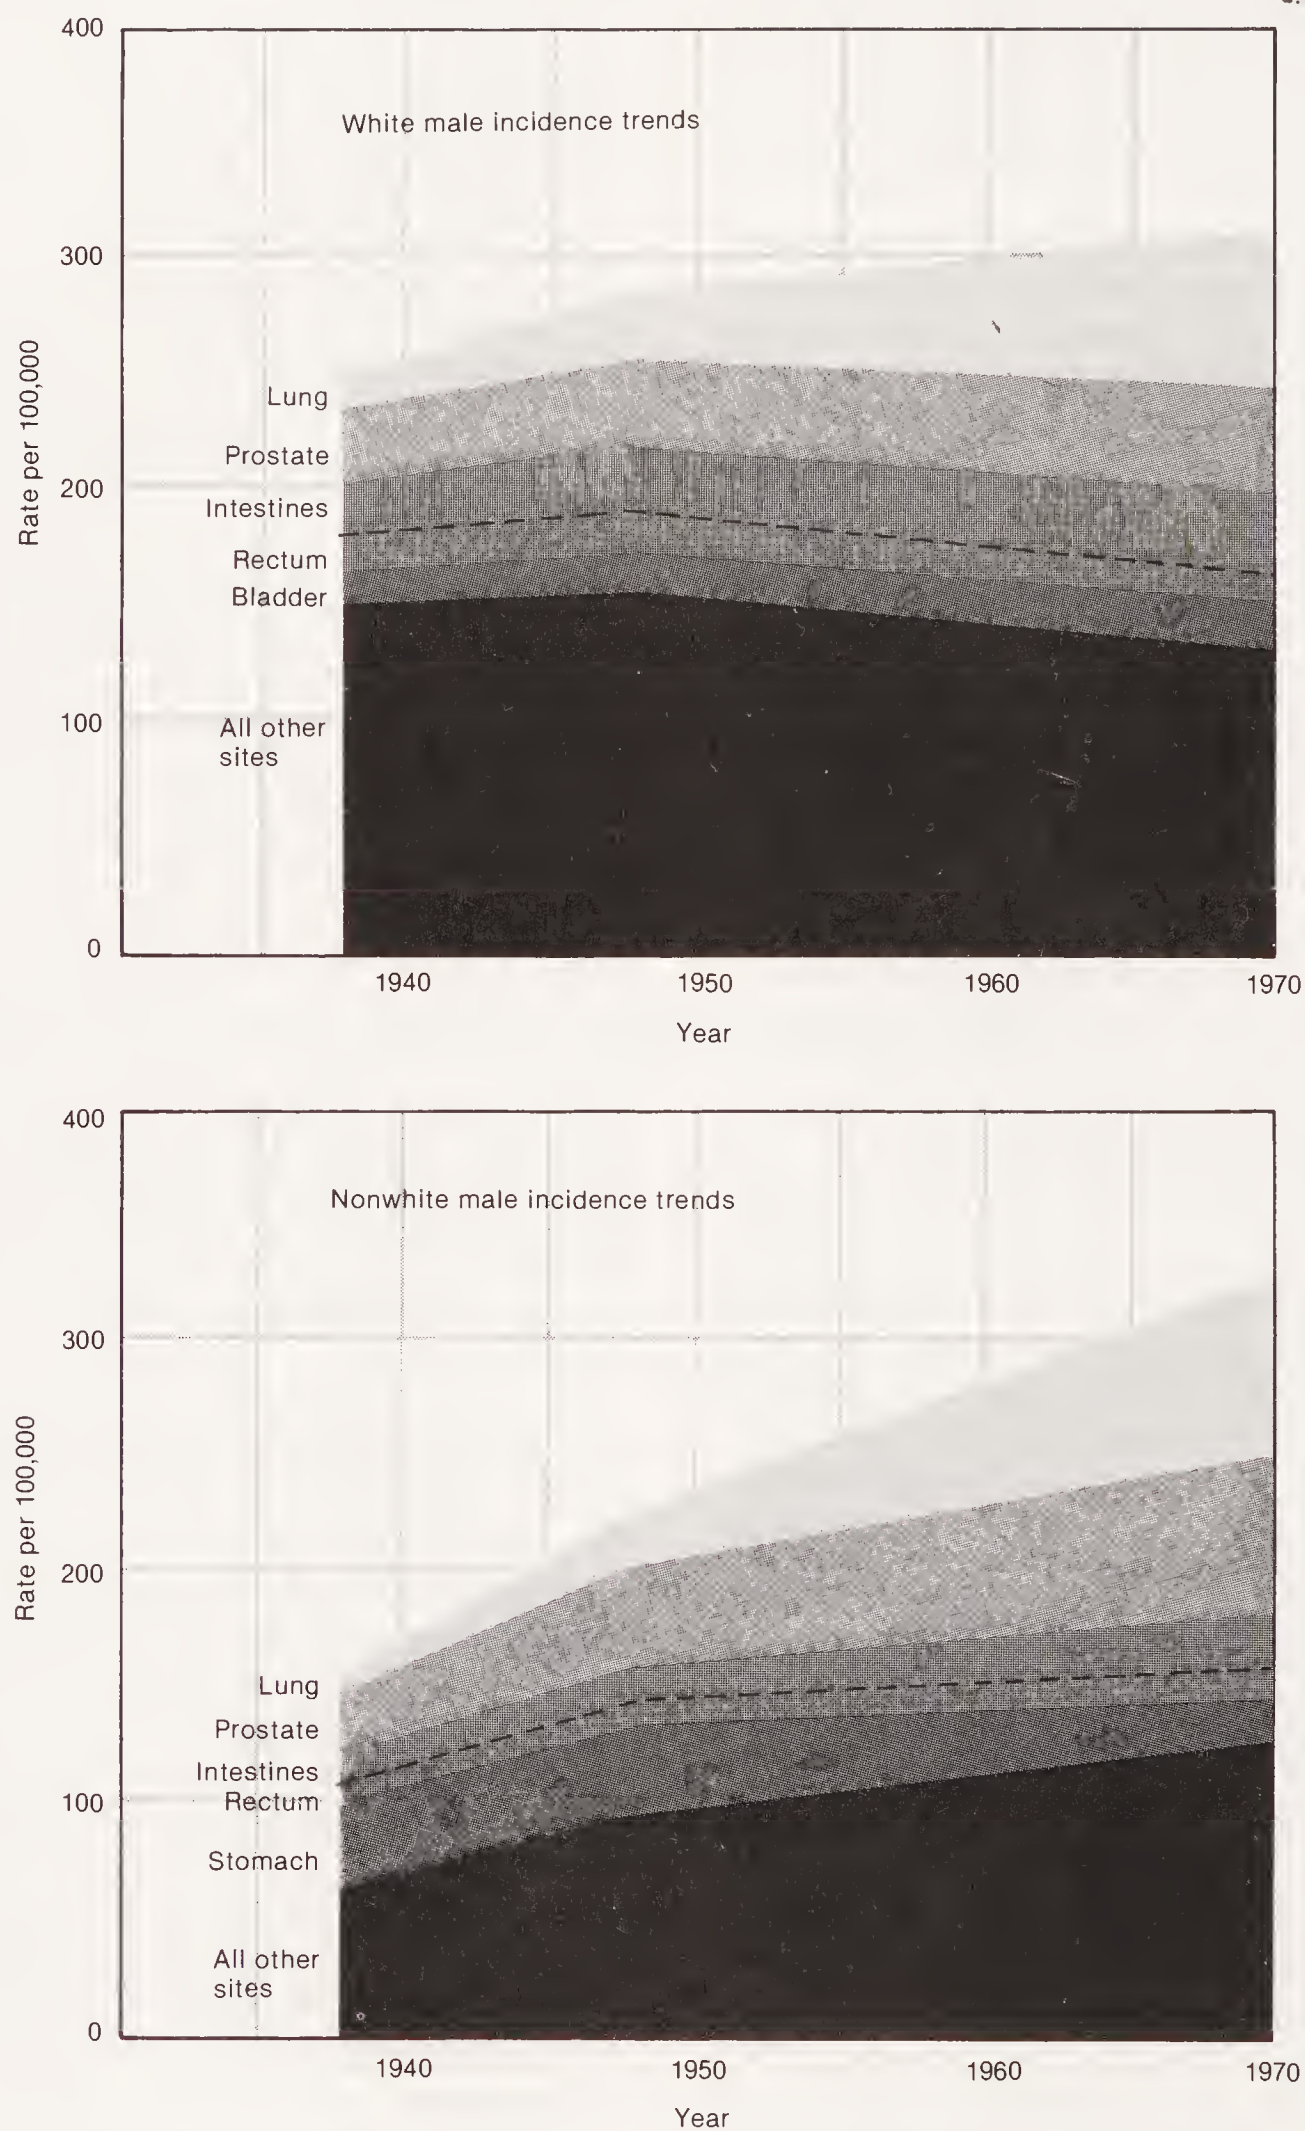 400
White male incidence trends
300
Rate per 100,000
Lung
Prostate
200
Intestines
Rectum
Bladder
100
All other
sites
0
1940 1950 1960 1970
Year
400
Nonwhite male incidence trends
300
Rate per 100,000
200
Lung
Prostate
Intestines
100
Rectum
Stomach
All other
sites
0
1940 1950 1960 1970
Year